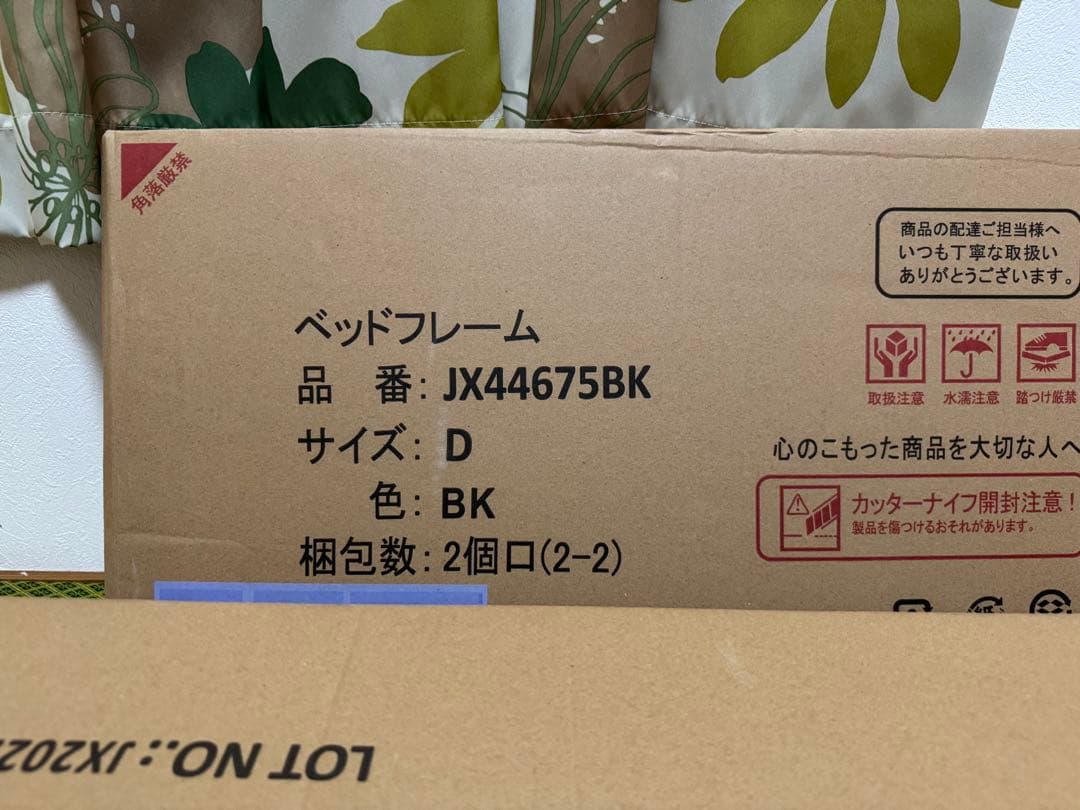 角落厳禁
商品の配達ご担当様へ
いつも丁寧な取扱い
ありがとうございます。
ベッドフレーム
品 番: JX44675BK
サイズ: D
色: BK
梱包数: 2個口(2-2)
取扱注意 水濡注意 踏つけ厳禁
心のこもった商品を大切な人へ
カッターナイフ開封注意!
製品を傷つけるおそれがあります。
LOT NO.: JX202